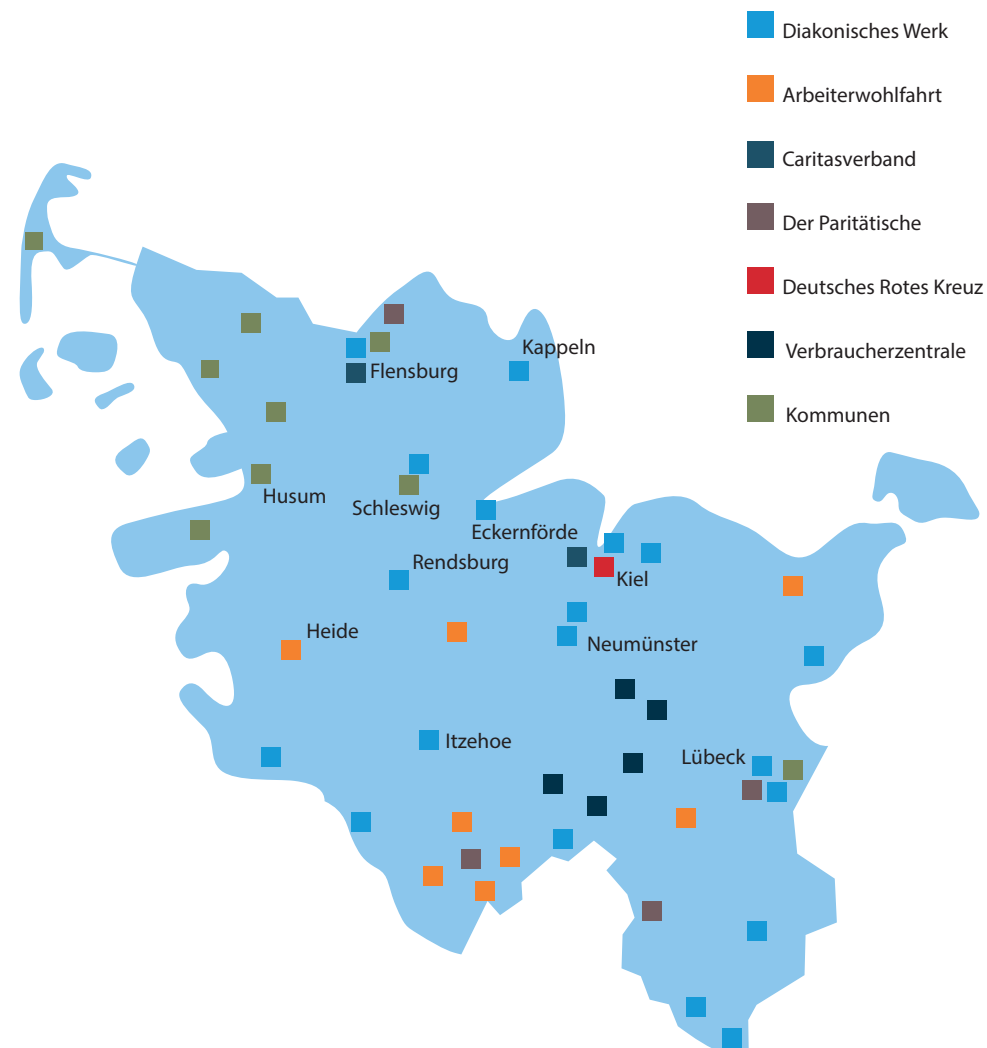 Diakonisches Werk
Arbeiterwohlfahrt
Caritasverband
Der Paritätische
Deutsches Rotes Kreuz
Verbraucherzentrale
Kommunen
Kappeln
Flensburg
Husum
Schleswig
Eckernförde
Rendsburg
Kiel
Heide
Neumünster
Itzehoe
Lübeck